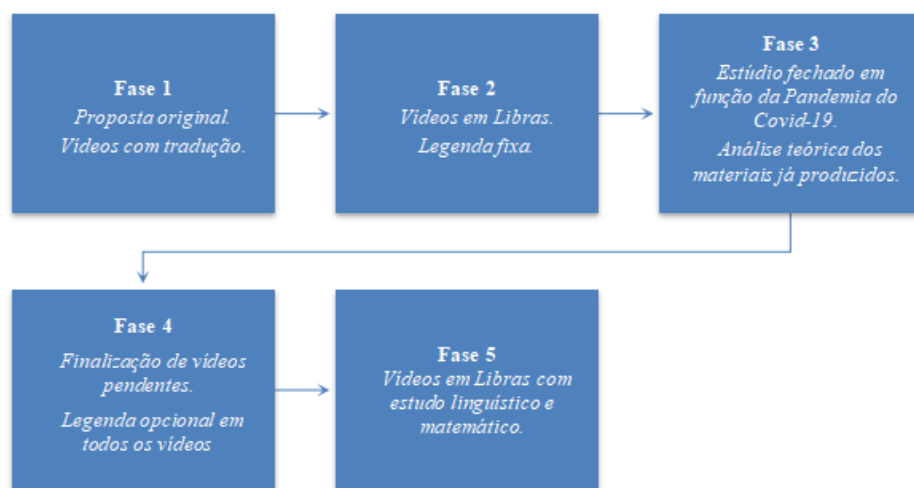 Fase 1
Proposta original.
Vídeos com tradução.
Fase 2
Vídeos em Libras.
Legenda fixa.
Fase 3
Estúdio fechado em
função da Pandemia do
Covid-19.
Análise teórica dos
materiais já produzidos.
Fase 4
Finalização de vídeos
pendentes.
Legenda opcional em
todos os vídeos
Fase 5
Vídeos em Libras com
estudo linguístico e
matemático.